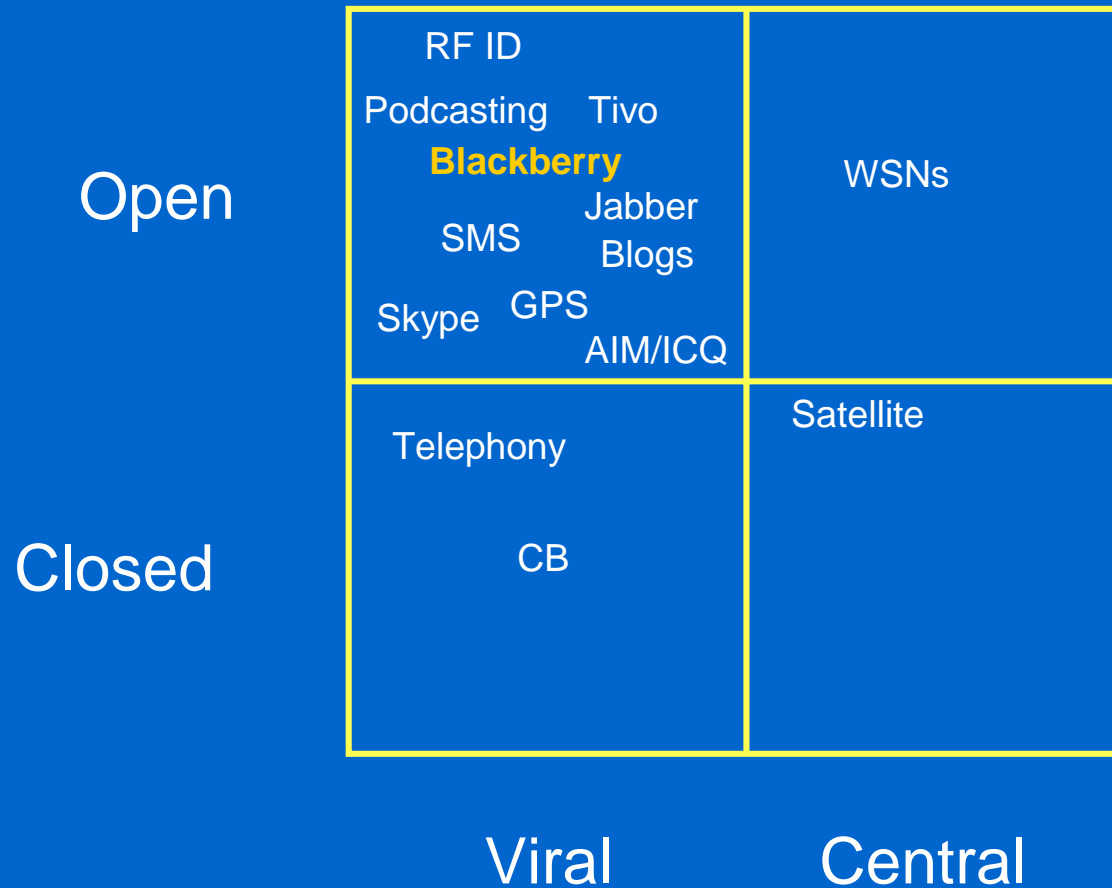 RF ID
Podcasting Tivo
Blackberry
WSNs
Open
Jabber
SMS
Blogs
GPS
Skype
AIM/ICQ
Satellite
Telephony
CB
Closed
Viral Central